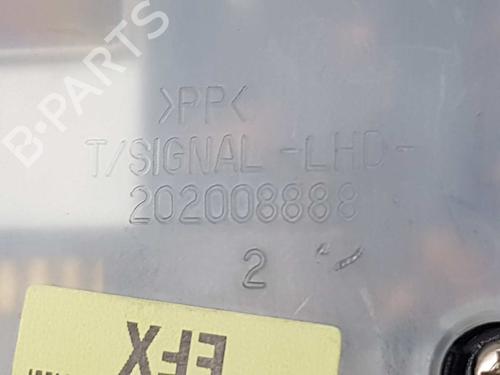 B-PARTS
>PP<
T/SIGNAL -LHD-
202008888
2
EFX